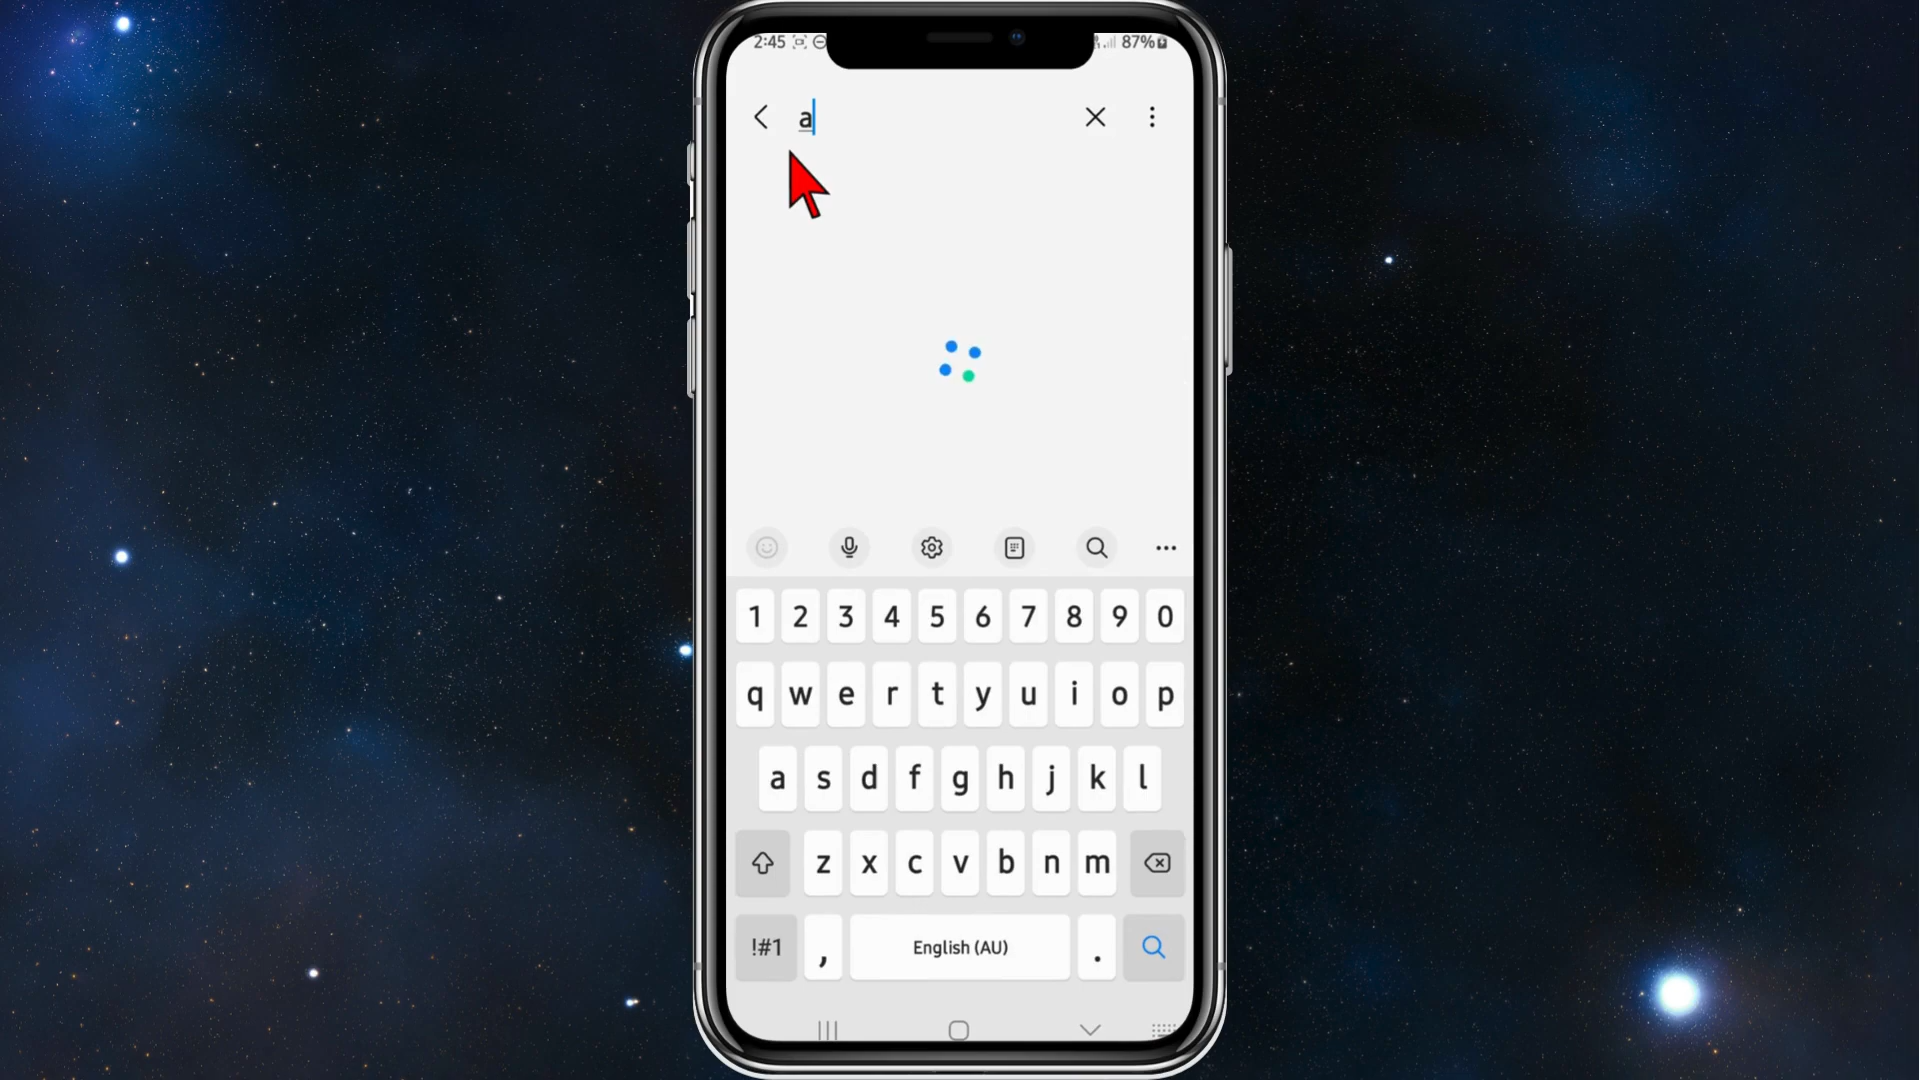 2:45 87%
a
1 2 3 4 5 6 7 8 9 0
q w e r t y u i o p
a s d f g h j k l
z x c v b n m
!#1 , English (AU) .